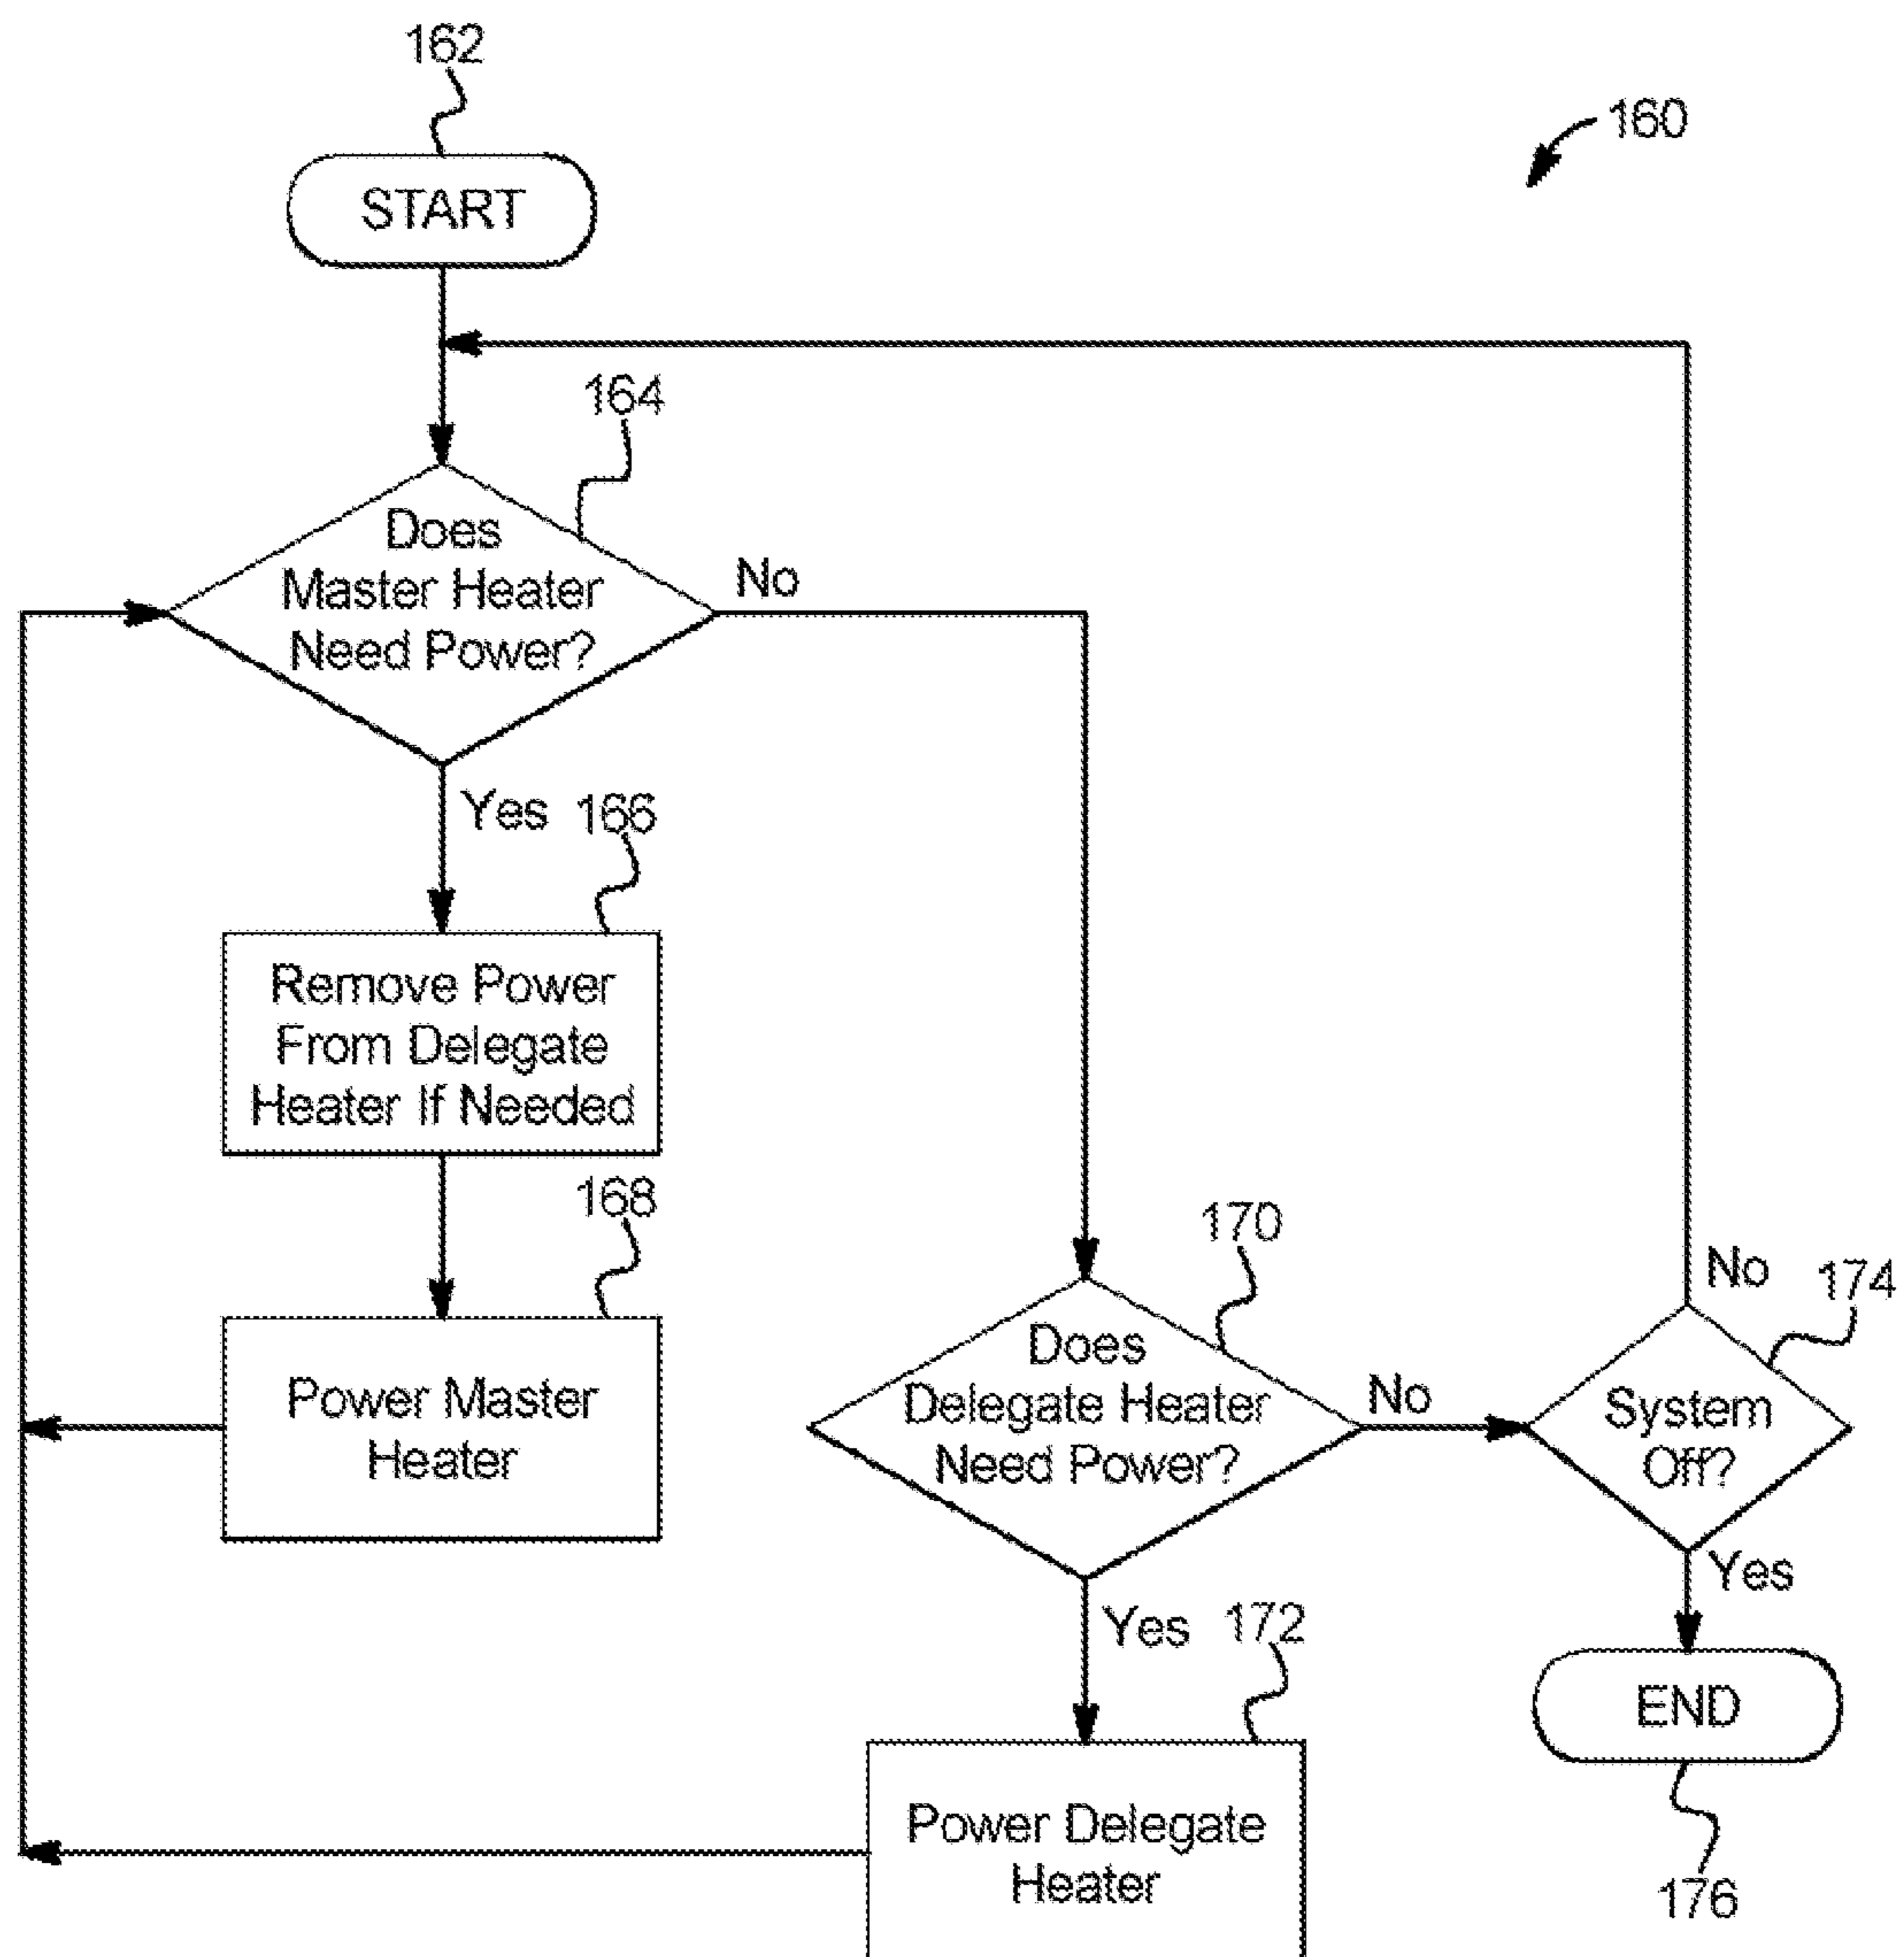 162
160
START
164
Does
Master Heater
Need Power?
No
Yes
166
Remove Power
From Delegate
Heater If Needed
168
Power Master
Heater
170
Does
Delegate Heater
Need Power?
No
No
174
System
Off?
Yes
Yes
172
Power Delegate
Heater
END
176